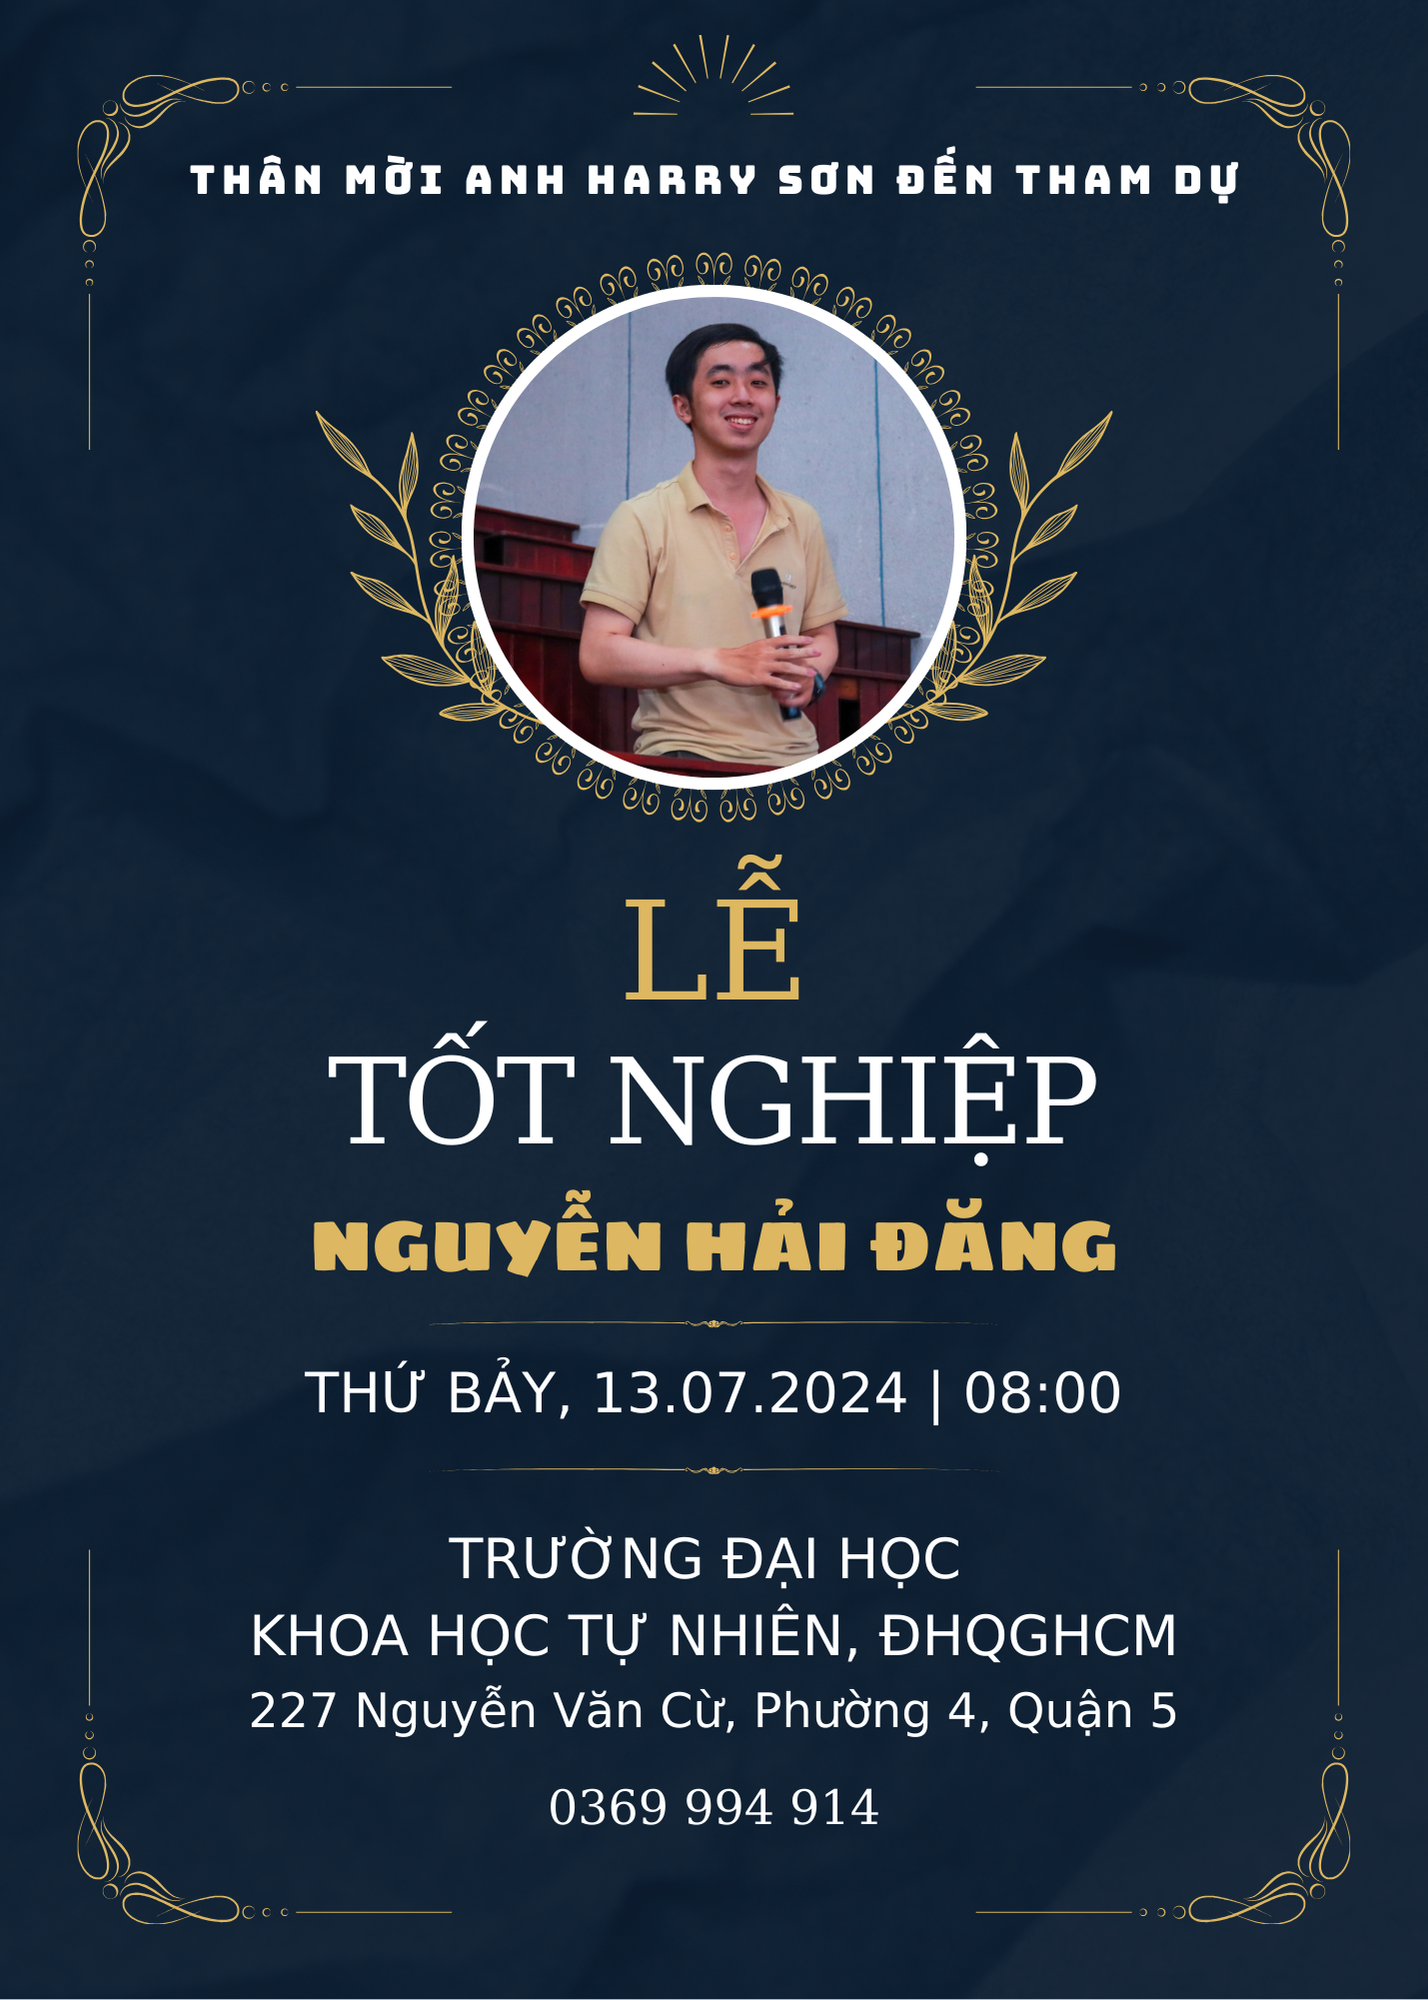 THÂN MỜI ANH HARRY SƠN ĐẾN THAM DỰ
LỄ
TỐT NGHIỆP
NGUYỄN HẢI ĐĂNG
THỨ BẢY, 13.07.2024 | 08:00
TRƯỜNG ĐẠI HỌC
KHOA HỌC TỰ NHIÊN, ĐHQGHCM
227 Nguyễn Văn Cừ, Phường 4, Quận 5
0369 994 914